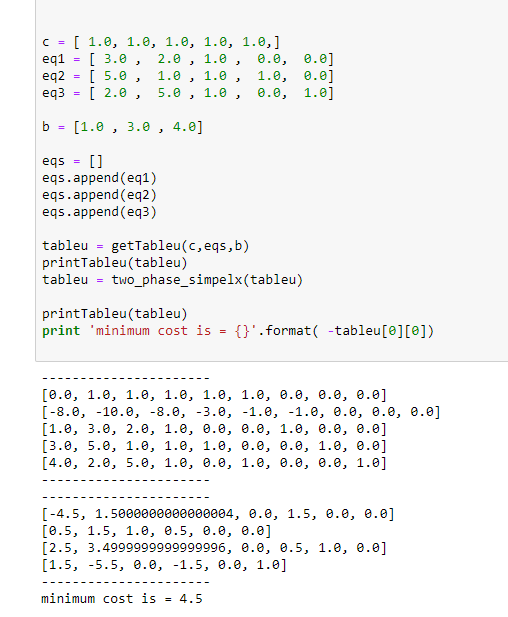 c = [ 1.0, 1.0, 1.0, 1.0, 1.0,]
eq1 = [ 3.0 ,  2.0 , 1.0 ,  0.0,  0.0]
eq2 = [ 5.0 ,  1.0 , 1.0 ,  1.0,  0.0]
eq3 = [ 2.0 ,  5.0 , 1.0 ,  0.0,  1.0]
b = [1.0 , 3.0 , 4.0]
eqs = []
eqs.append(eq1)
eqs.append(eq2)
eqs.append(eq3)
tableu = getTableu(c,eqs,b)
printTableu(tableu)
tableu = two_phase_simpelx(tableu)
printTableu(tableu)
print 'minimum cost is = {}'.format( -tableu[0][0])
----------------------
[0.0, 1.0, 1.0, 1.0, 1.0, 1.0, 0.0, 0.0, 0.0]
[-8.0, -10.0, -8.0, -3.0, -1.0, -1.0, 0.0, 0.0, 0.0]
[1.0, 3.0, 2.0, 1.0, 0.0, 0.0, 1.0, 0.0, 0.0]
[3.0, 5.0, 1.0, 1.0, 1.0, 0.0, 0.0, 1.0, 0.0]
[4.0, 2.0, 5.0, 1.0, 0.0, 1.0, 0.0, 0.0, 1.0]
----------------------
----------------------
[-4.5, 1.5000000000000004, 0.0, 1.5, 0.0, 0.0]
[0.5, 1.5, 1.0, 0.5, 0.0, 0.0]
[2.5, 3.4999999999999996, 0.0, 0.5, 1.0, 0.0]
[1.5, -5.5, 0.0, -1.5, 0.0, 1.0]
----------------------
minimum cost is = 4.5